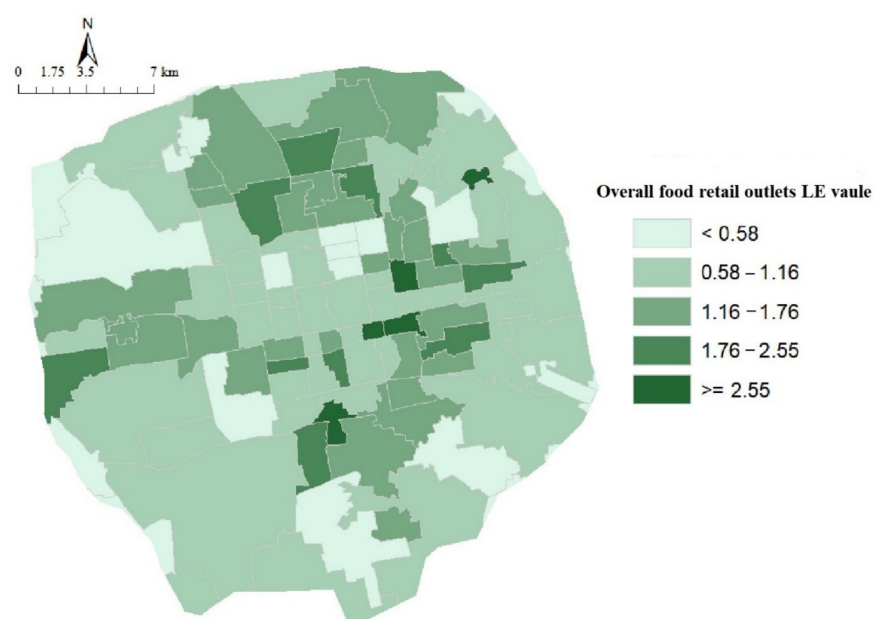 N
0 1.75 3.5 7 km
Overall food retail outlets LE vaule
< 0.58
0.58 – 1.16
1.16 –1.76
1.76 –2.55
>= 2.55